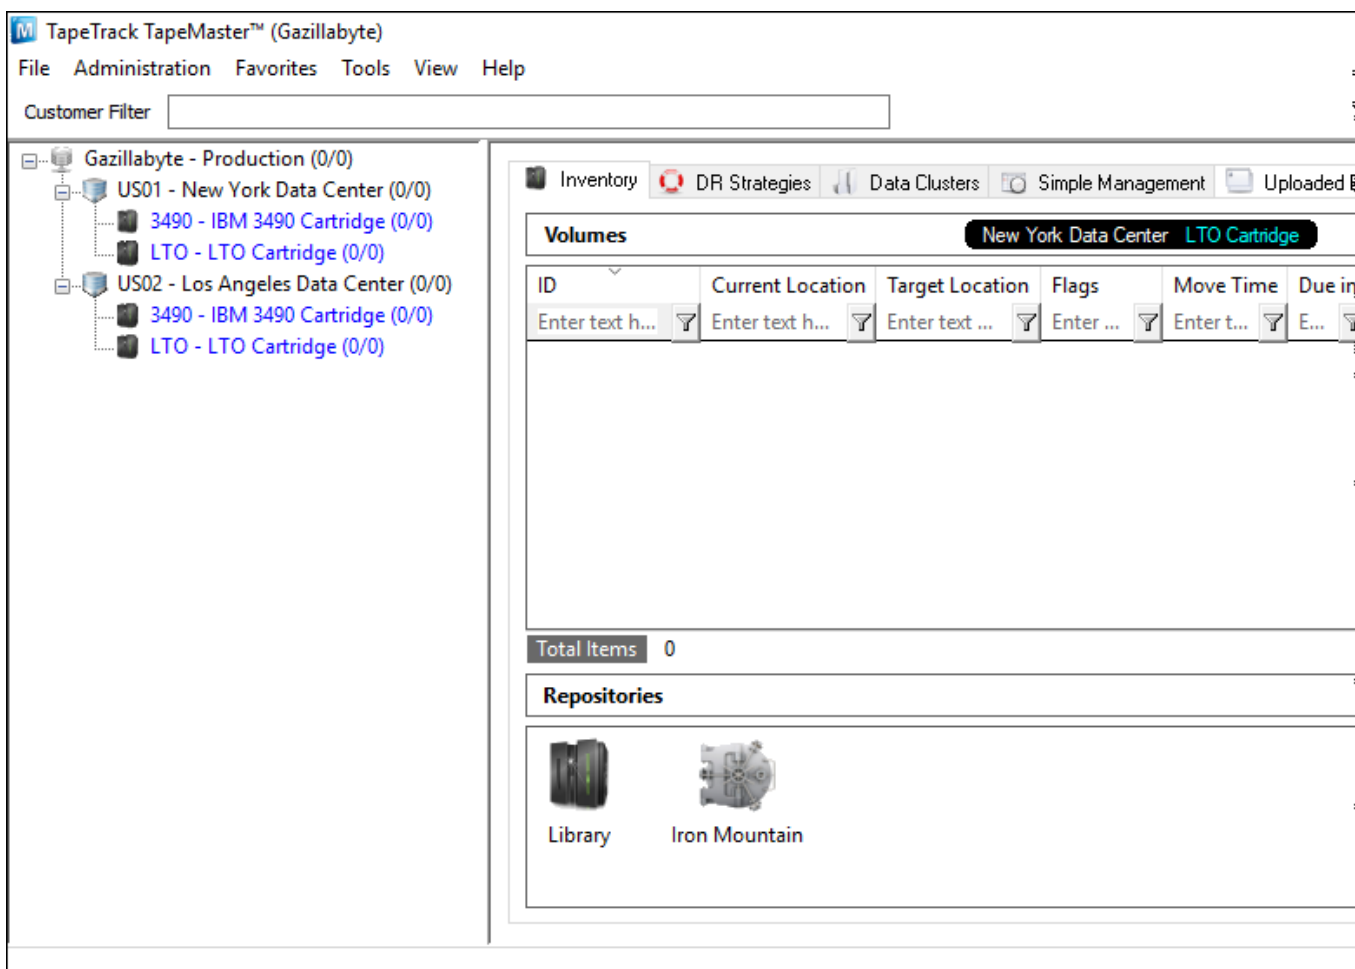 TapeTrack TapeMaster™ (Gazillabyte)
File Administration Favorites Tools View Help
Customer Filter
Gazillabyte - Production (0/0)
US01 - New York Data Center (0/0)
3490 - IBM 3490 Cartridge (0/0)
LTO - LTO Cartridge (0/0)
US02 - Los Angeles Data Center (0/0)
3490 - IBM 3490 Cartridge (0/0)
LTO - LTO Cartridge (0/0)
Inventory DR Strategies Data Clusters Simple Management Uploaded
Volumes New York Data Center LTO Cartridge
ID Current Location Target Location Flags Move Time Due in
Enter text h... Enter text h... Enter text ... Enter ... Enter t... E...
Total Items 0
Repositories
Library Iron Mountain